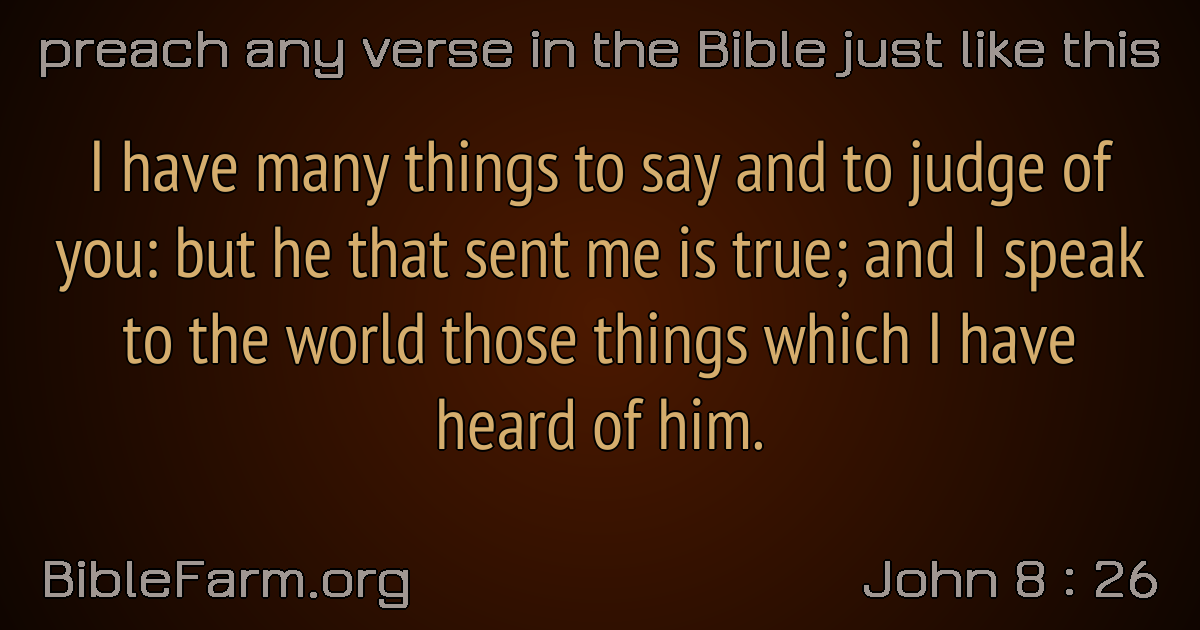 preach any verse in the Bible just like this
I have many things to say and to judge of
you: but he that sent me is true; and I speak
to the world those things which I have
heard of him.
BibleFarm.org
John 8 : 26